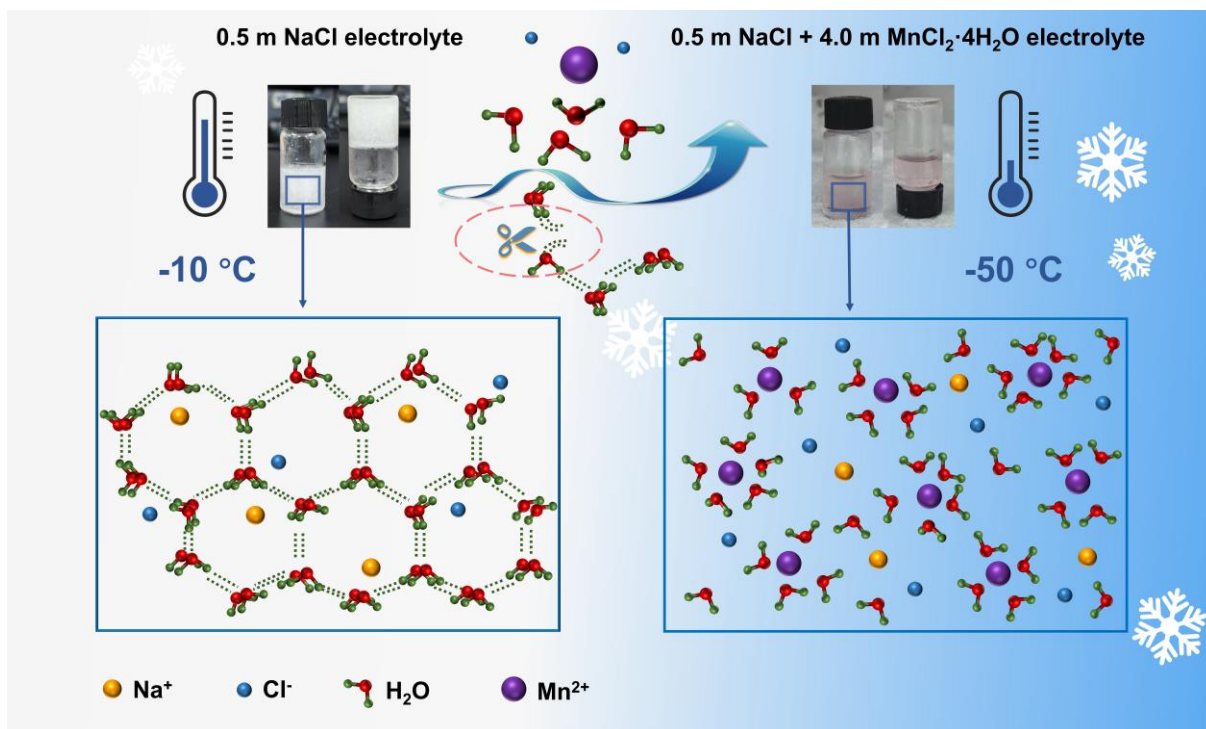 0.5 m NaCl electrolyte
0.5 m NaCl + 4.0 m MnCl₂·4H₂O electrolyte
-10 °C
-50 °C
Na⁺
Cl⁻
H₂O
Mn²⁺